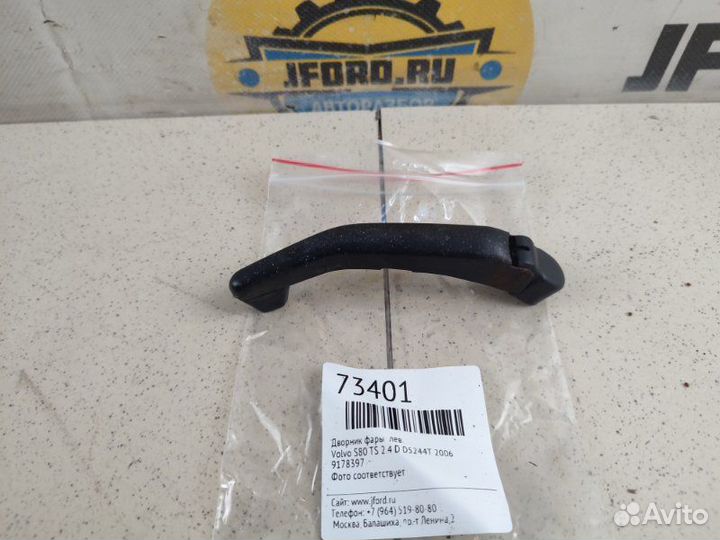 JFORD.RU
АВТОРАЗБОР
JF
73401
Дворник фары лев
Volvo S80 TS 2.4 D D5244T 2006
9178397
Фото соответствует
Сайт: www.jford.ru
Телефон: +7 (964) 519-80-80
Москва, Балашиха, пр-т Ленина, 2
Avito